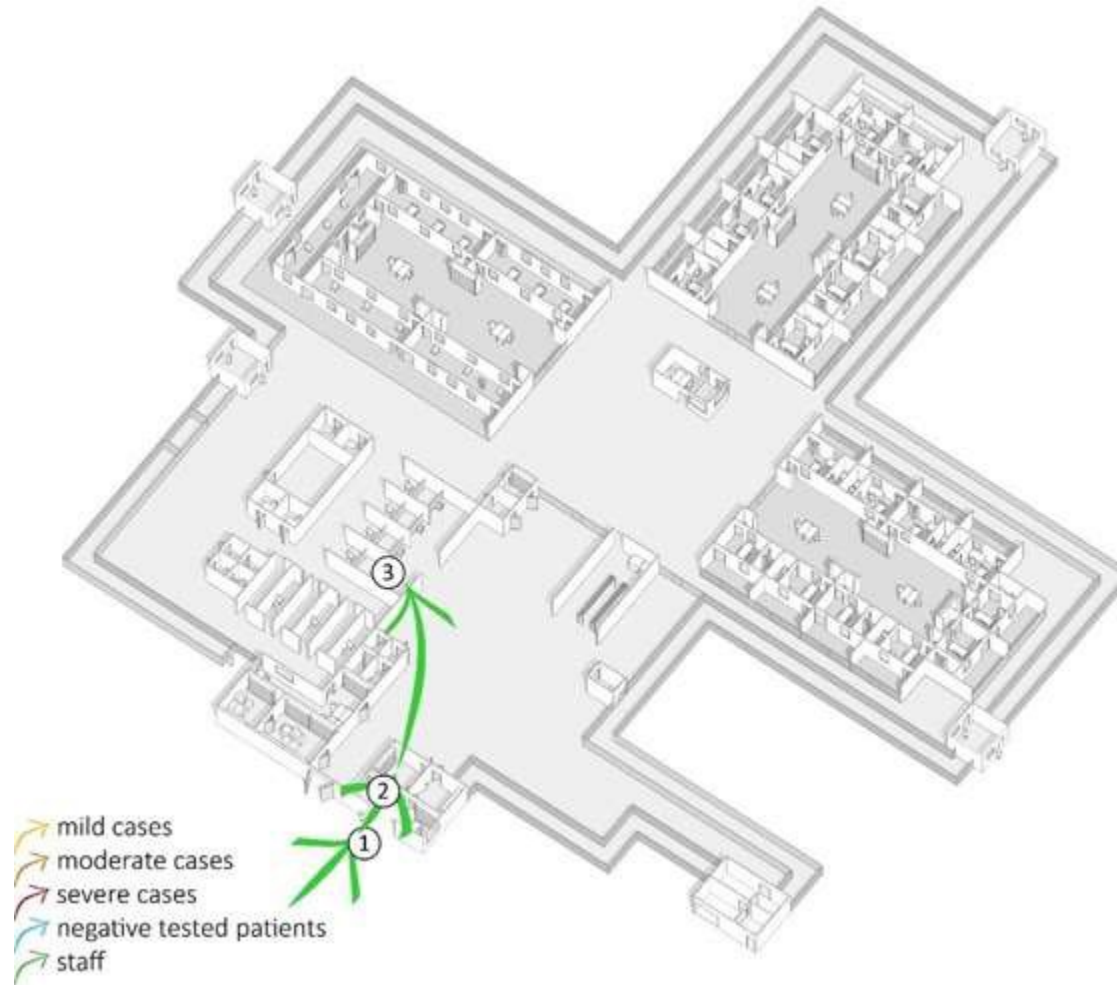 3
2
1
mild cases
moderate cases
severe cases
negative tested patients
staff